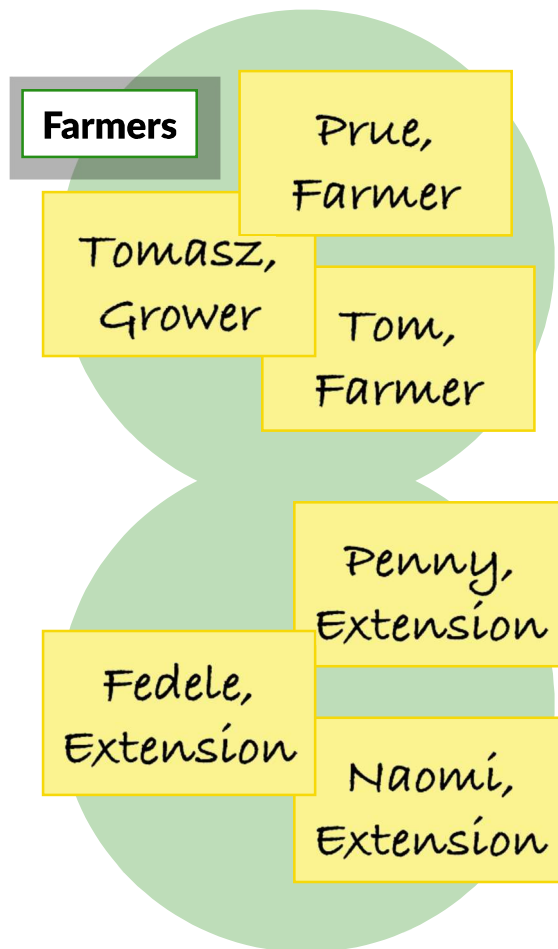 Farmers
Prue,
Farmer
Tomasz,
Grower
Tom,
Farmer
Penny,
Extension
Fedele,
Extension
Naomi,
Extension